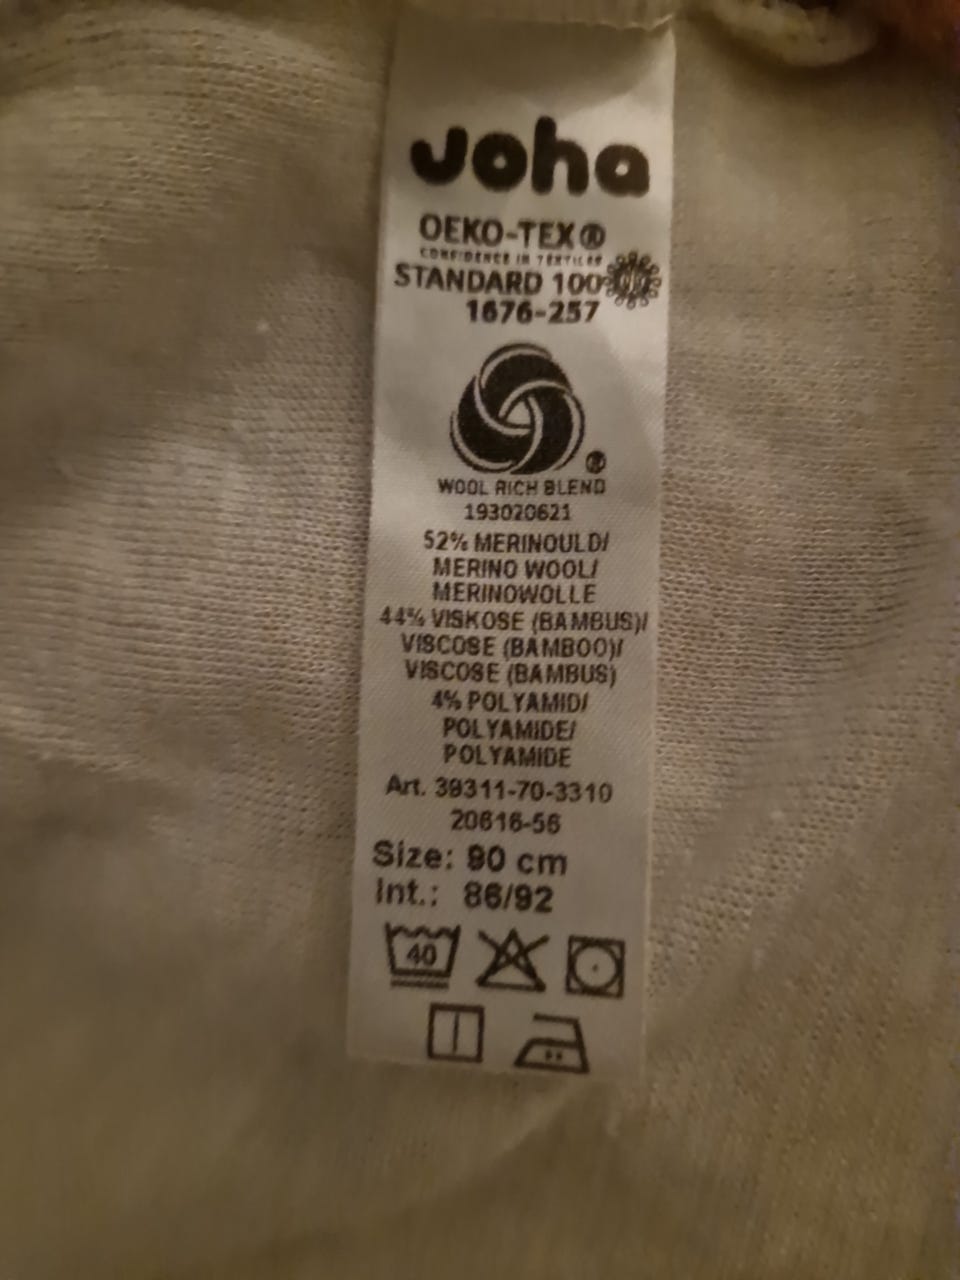 Joha
OEKO-TEX®
CONFIDENCE IN TEXTILES
STANDARD 100
1676-257
®
WOOL RICH BLEND
193020621
52% MERINOULD/
MERINO WOOL/
MERINOWOLLE
44% VISKOSE (BAMBUS)/
VISCOSE (BAMBOO)/
VISCOSE (BAMBUS)
4% POLYAMID/
POLYAMIDE/
POLYAMIDE
Art. 39311-70-3310
20616-56
Size: 90 cm
Int.: 86/92
40